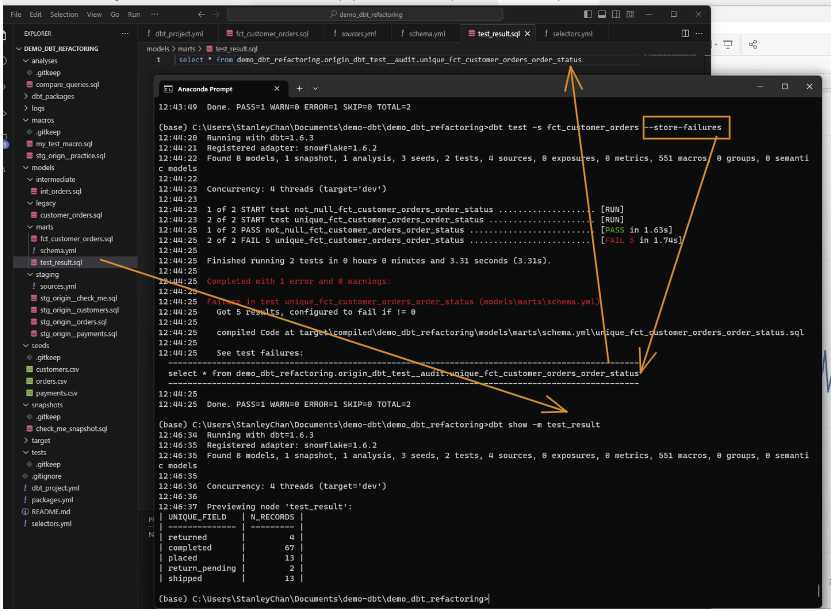 File Edit Selection View Go Run ... demo_dbt_refactoring
EXPLORER
DEMO_DBT_REFACTORING
analyses
.gitkeep
compare_queries.sql
dbt_packages
logs
macros
.gitkeep
my_test_macro.sql
stg_orign__practice.sql
models
intermediate
int_orders.sql
legacy
customer_orders.sql
marts
fct_customer_orders.sql
schema.yml
test_result.sql
staging
sources.yml
stg_origin__check_me.sql
stg_origin__customers.sql
stg_origin__orders.sql
stg_origin__payments.sql
seeds
.gitkeep
customers.csv
orders.csv
payments.csv
snapshots
.gitkeep
check_me_snapshot.sql
target
tests
.gitkeep
.gitignore
dbt_project.yml
packages.yml
README.md
selectors.yml
dbt_project.yml fct_customer_orders.sql sources.yml schema.yml test_result.sql selectors.yml
models > marts > test_result.sql
1 select * from demo_dbt_refactoring.origin_dbt_test__audit.unique_fct_customer_orders_order_status
Anaconda Prompt
12:43:49 Done. PASS=1 WARN=0 ERROR=1 SKIP=0 TOTAL=2
(base) C:\Users\StanleyChan\Documents\demo-dbt\demo_dbt_refactoring>dbt test -s fct_customer_orders --store-failures
12:44:20 Running with dbt=1.6.3
12:44:21 Registered adapter: snowflake=1.6.2
12:44:22 Found 8 models, 1 snapshot, 1 analysis, 3 seeds, 2 tests, 4 sources, 0 exposures, 0 metrics, 551 macros, 0 groups, 0 semanti
c models
12:44:22
12:44:23 Concurrency: 4 threads (target='dev')
12:44:23
12:44:23 1 of 2 START test not_null_fct_customer_orders_order_status .................... [RUN]
12:44:23 2 of 2 START test unique_fct_customer_orders_order_status ...................... [RUN]
12:44:25 1 of 2 PASS not_null_fct_customer_orders_order_status .......................... [PASS in 1.63s]
12:44:25 2 of 2 FAIL 5 unique_fct_customer_orders_order_status .......................... [FAIL 5 in 1.74s]
12:44:25
12:44:25 Finished running 2 tests in 0 hours 0 minutes and 3.31 seconds (3.31s).
12:44:25
12:44:25 Completed with 1 error and 0 warnings:
12:44:25
12:44:25 Failure in test unique_fct_customer_orders_order_status (models\marts\schema.yml)
12:44:25 Got 5 results, configured to fail if != 0
12:44:25
12:44:25 compiled Code at target\compiled\demo_dbt_refactoring\models\marts\schema.yml\unique_fct_customer_orders_order_status.sql
12:44:25
12:44:25 See test failures:
select * from demo_dbt_refactoring.origin_dbt_test__audit.unique_fct_customer_orders_order_status
12:44:25
12:44:25 Done. PASS=1 WARN=0 ERROR=1 SKIP=0 TOTAL=2
(base) C:\Users\StanleyChan\Documents\demo-dbt\demo_dbt_refactoring>dbt show -m test_result
12:46:34 Running with dbt=1.6.3
12:46:35 Registered adapter: snowflake=1.6.2
12:46:35 Found 8 models, 1 snapshot, 1 analysis, 3 seeds, 2 tests, 4 sources, 0 exposures, 0 metrics, 551 macros, 0 groups, 0 semanti
c models
12:46:35
12:46:36 Concurrency: 4 threads (target='dev')
12:46:36
12:46:37 Previewing node 'test_result':
| UNIQUE_FIELD | N_RECORDS |
| -------------- | --------- |
| returned | 4 |
| completed | 67 |
| placed | 13 |
| return_pending | 2 |
| shipped | 13 |
(base) C:\Users\StanleyChan\Documents\demo-dbt\demo_dbt_refactoring>